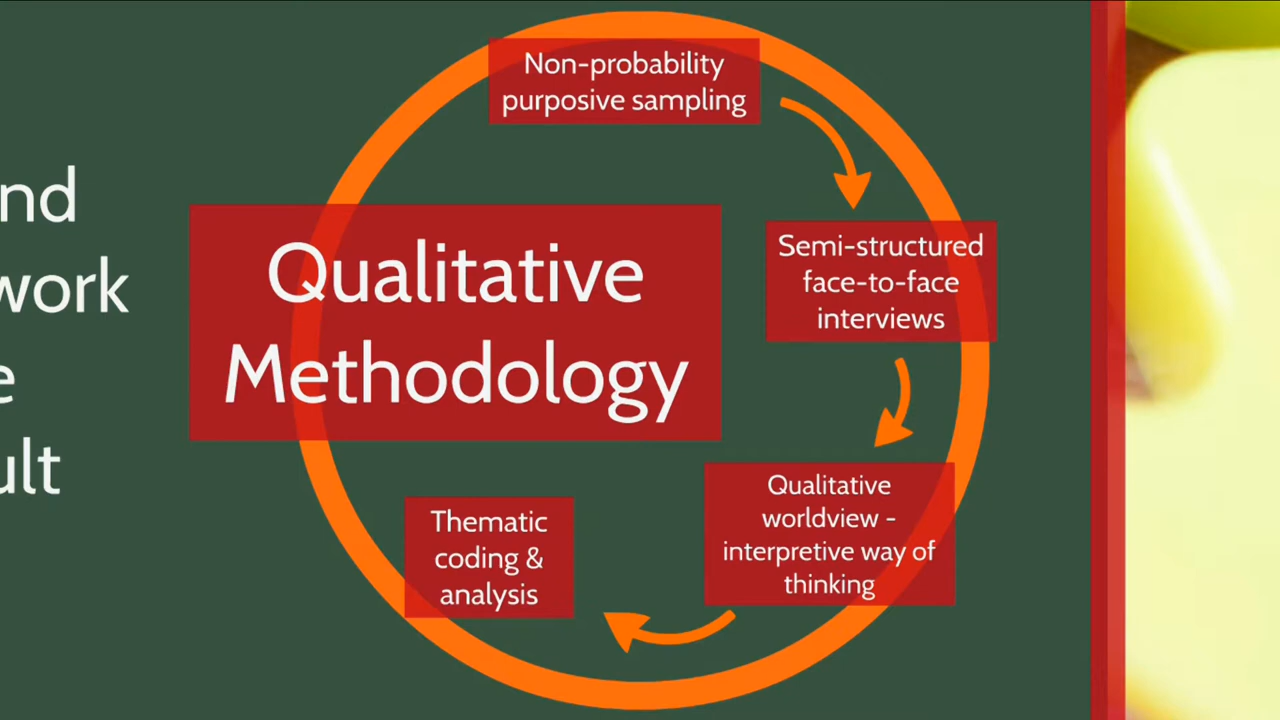 nd
work
e
ult
Qualitative
Methodology
Non-probability
purposive sampling
Semi-structured
face-to-face
interviews
Qualitative
worldview -
interpretive way of
thinking
Thematic
coding &
analysis